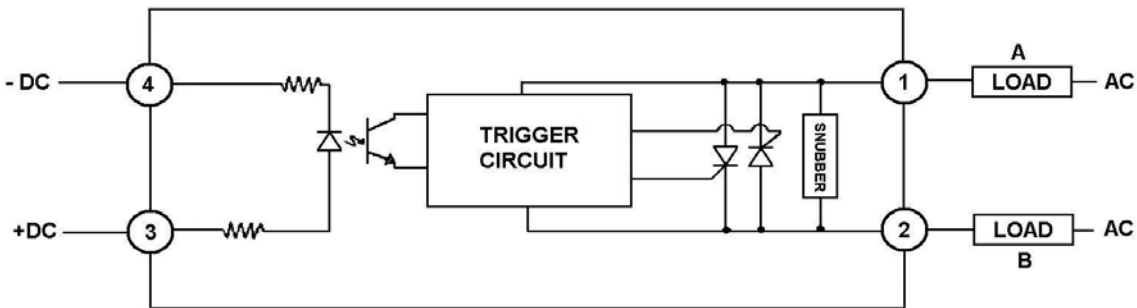 - DC
4
+DC
3
TRIGGER
CIRCUIT
SNUBBER
1
A
LOAD
AC
2
LOAD
AC
B